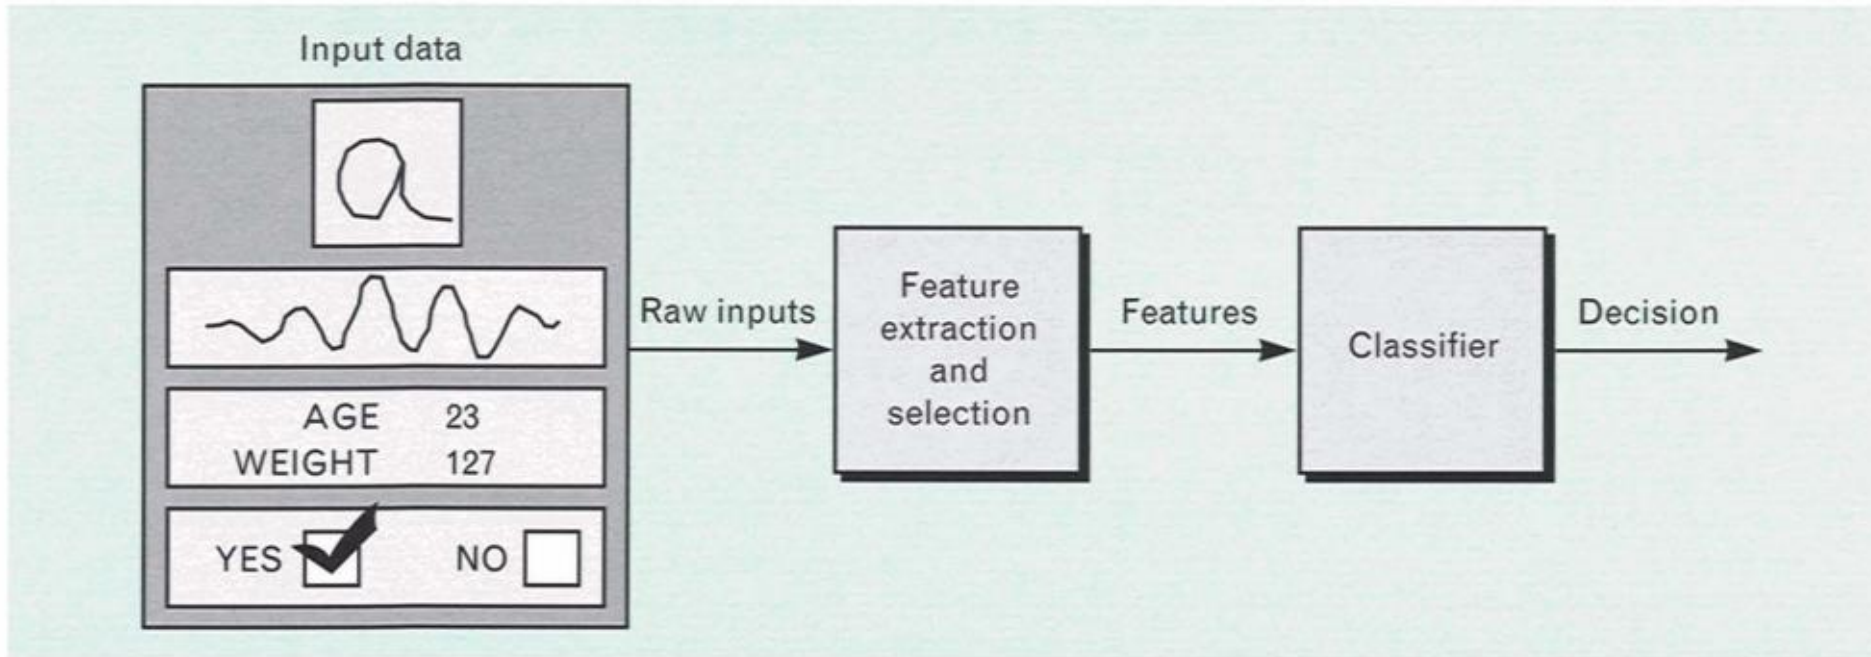 Input data
AGE 23
WEIGHT 127
YES NO
Raw inputs
Feature
extraction
and
selection
Features
Classifier
Decision